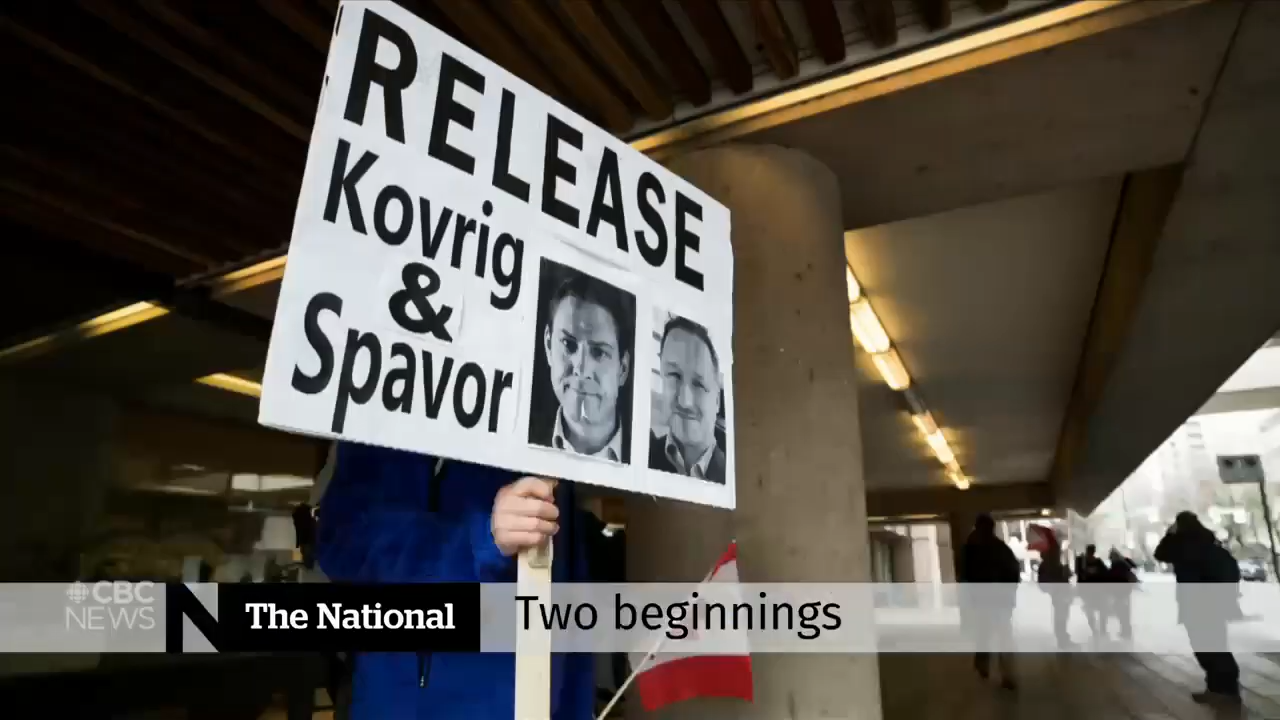 RELEASE
Kovrig
&
Spavor
CBC
NEWS
The National
Two beginnings